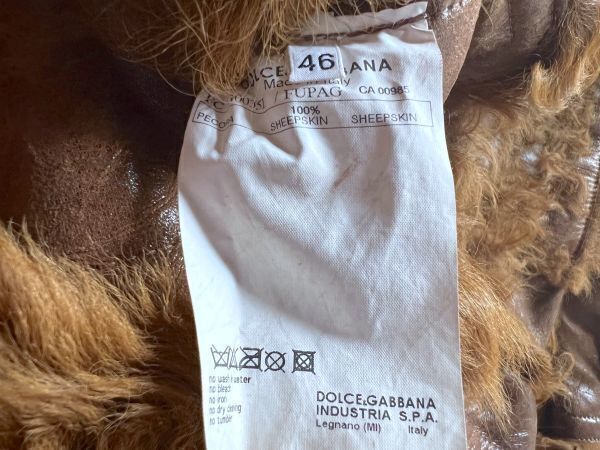 46
DOLCE&GABBANA
Made in Italy
/ FUPAG CA 00985
100%
SHEEPSKIN SHEEPSKIN
no wash water
no bleach
no iron
no dry cleaning
no tumble
DOLCE&GABBANA
INDUSTRIA S.P.A.
Legnano (MI) Italy